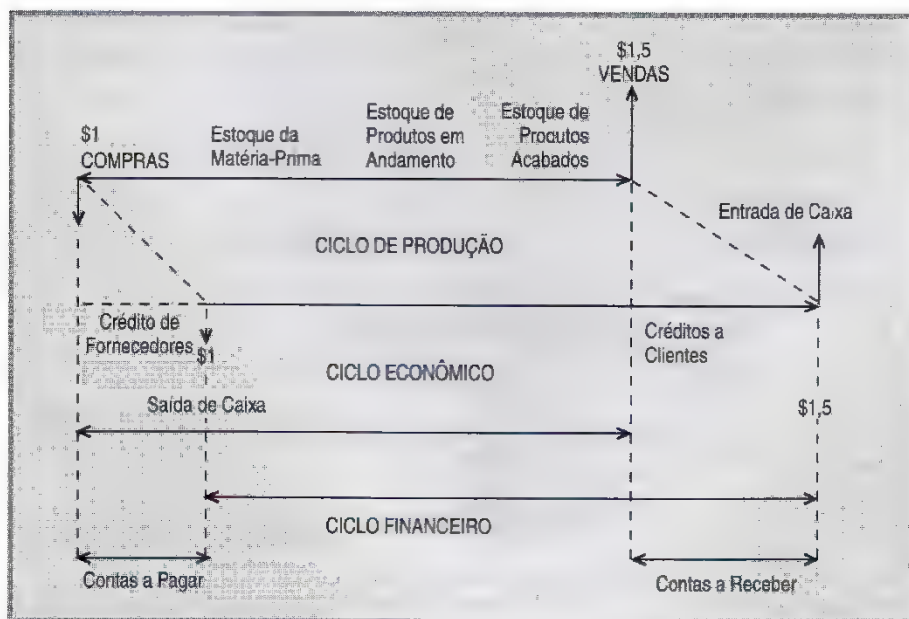 $1,5
VENDAS
$1
COMPRAS
Estoque da
Matéria-Prima
Estoque de
Produtos em
Andamento
Estoque de
Produtos
Acabados
Entrada de Caixa
CICLO DE PRODUÇÃO
Crédito de
Fornecedores
$1
Créditos a
Clientes
CICLO ECONÔMICO
Saída de Caixa
$1,5
CICLO FINANCEIRO
Contas a Pagar
Contas a Receber